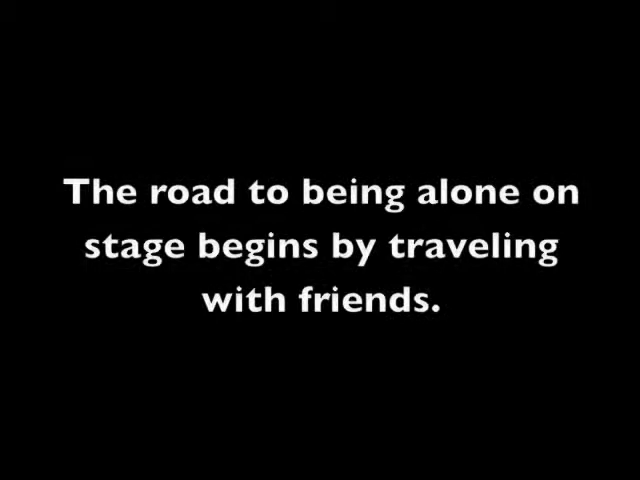 The road to being alone on
stage begins by traveling
with friends.